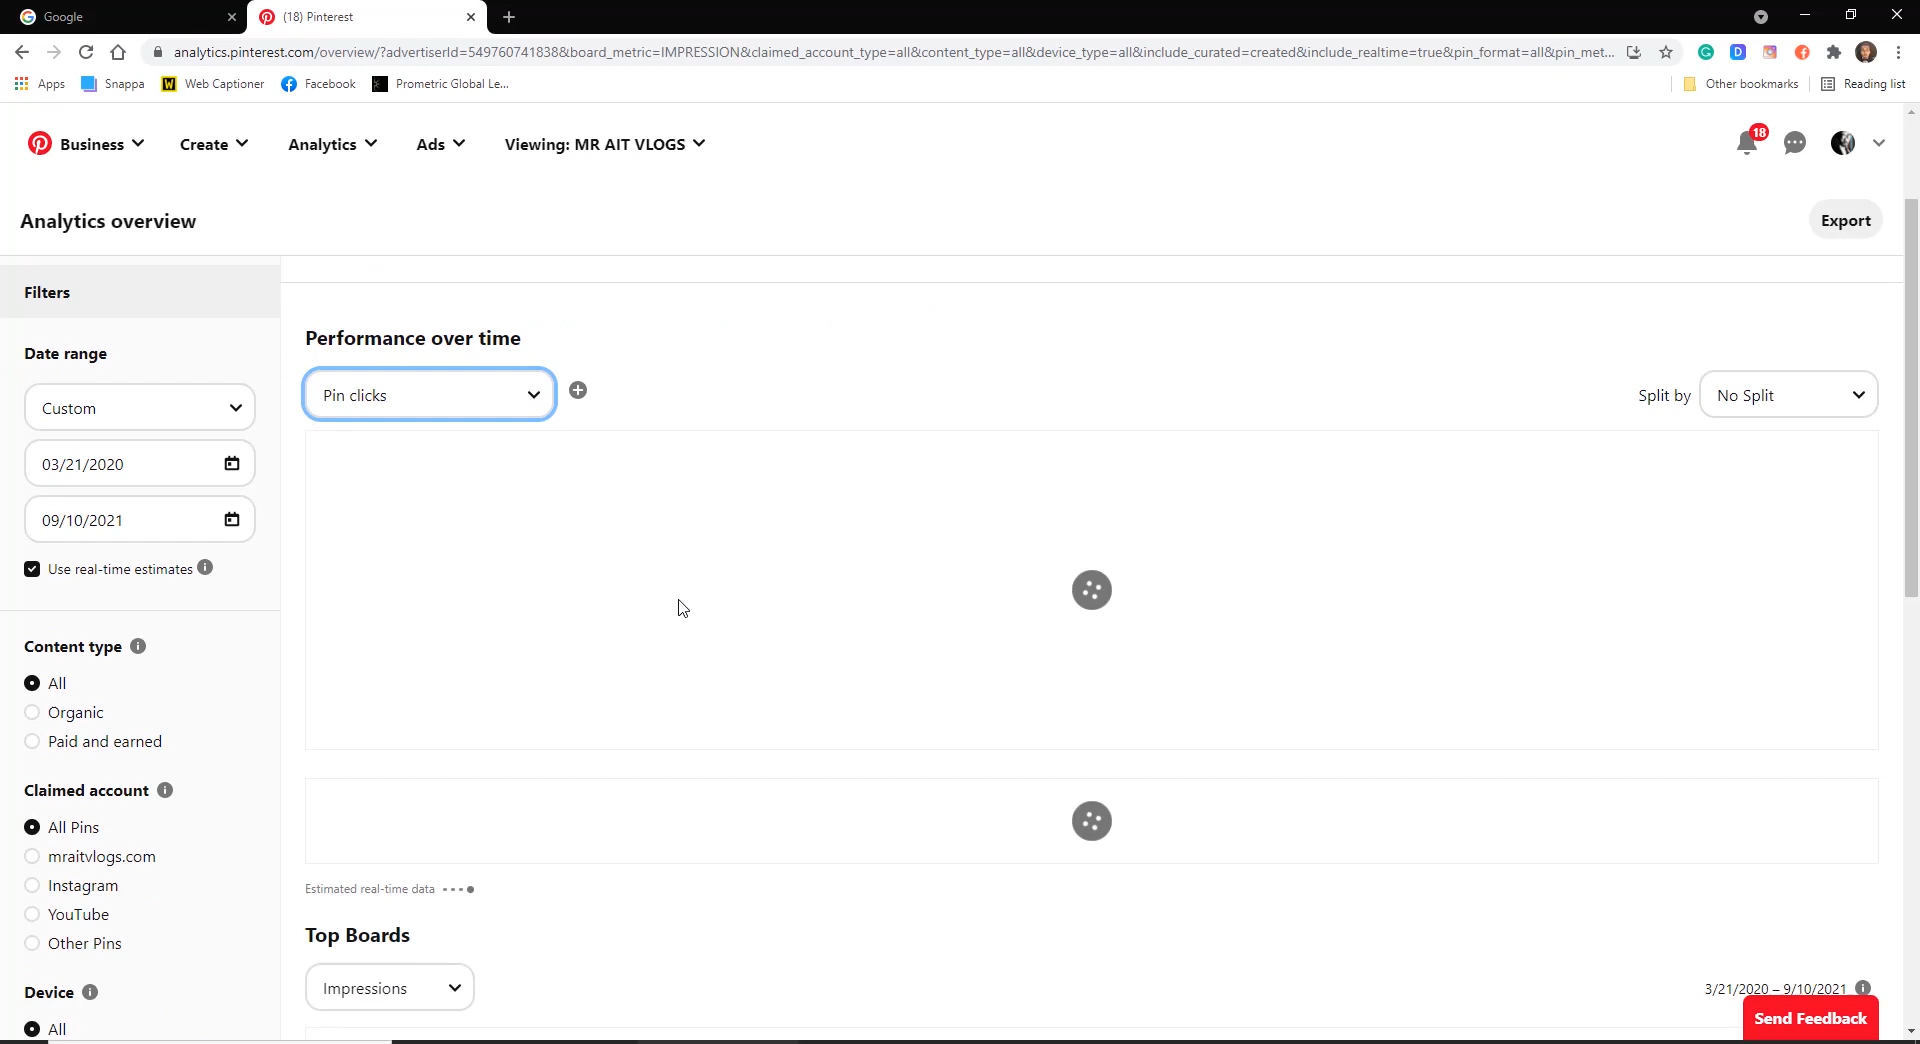 Google
(18) Pinterest
analytics.pinterest.com/overview/?advertiserId=549760741838&board_metric=IMPRESSION&claimed_account_type=all&content_type=all&device_type=all&include_curated=created&include_realtime=true&pin_format=all&pin_met...
Apps
Snappa
Web Captioner
Facebook
Prometric Global Le...
Other bookmarks
Reading list
Business
Create
Analytics
Ads
Viewing: MR AIT VLOGS
18
Analytics overview
Export
Filters
Date range
Custom
03/21/2020
09/10/2021
Use real-time estimates
Content type
All
Organic
Paid and earned
Claimed account
All Pins
mraitvlogs.com
Instagram
YouTube
Other Pins
Device
All
Performance over time
Pin clicks
Split by
No Split
Estimated real-time data
Top Boards
Impressions
3/21/2020 – 9/10/2021
Send Feedback